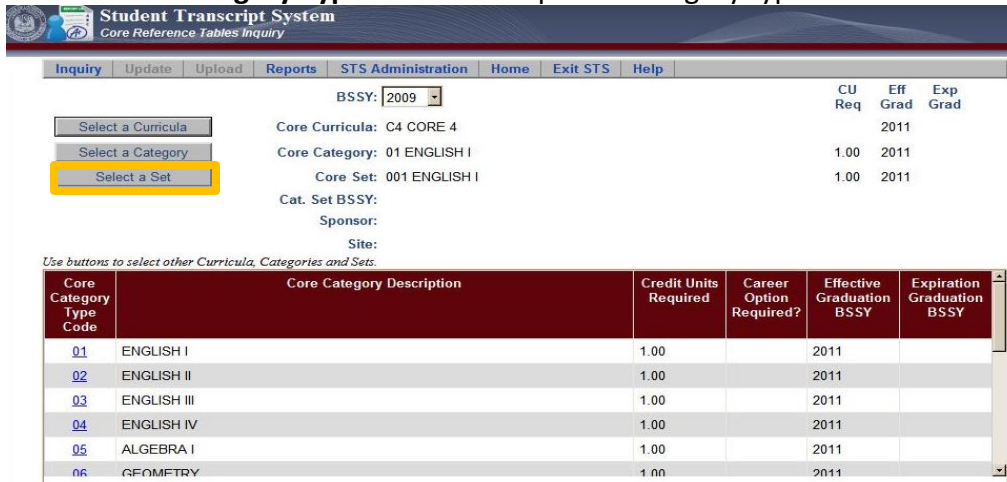 Student Transcript System
Core Reference Tables Inquiry
Inquiry Update Upload Reports STS Administration Home Exit STS Help
BSSY: 2009 CU Req Eff Grad Exp Grad
Select a Curricula Core Curricula: C4 CORE 4 2011
Select a Category Core Category: 01 ENGLISH I 1.00 2011
Select a Set Core Set: 001 ENGLISH I 1.00 2011
Cat. Set BSSY:
Sponsor:
Site:
Use buttons to select other Curricula, Categories and Sets.
Core Category Type Code Core Category Description Credit Units Required Career Option Required? Effective Graduation BSSY Expiration Graduation BSSY
01 ENGLISH I 1.00 2011
02 ENGLISH II 1.00 2011
03 ENGLISH III 1.00 2011
04 ENGLISH IV 1.00 2011
05 ALGEBRA I 1.00 2011
06 GEOMETRY 1.00 2011